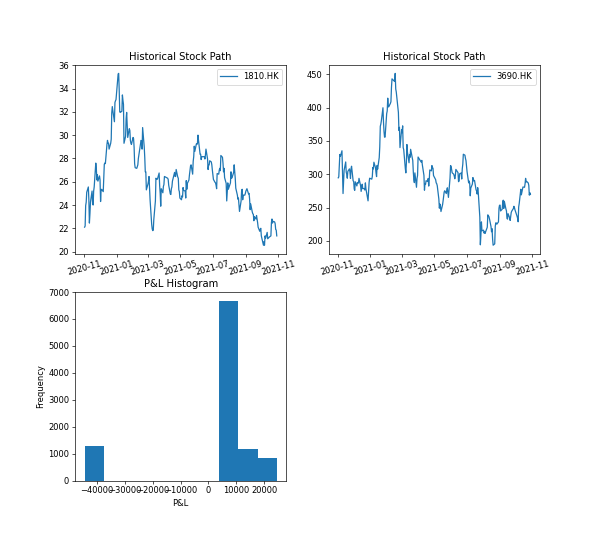 Historical Stock Path
36
34
32
30
28
26
24
22
20
1810.HK
2020-11 2021-01 2021-03 2021-05 2021-07 2021-09 2021-11
Historical Stock Path
450
400
350
300
250
200
3690.HK
2020-11 2021-01 2021-03 2021-05 2021-07 2021-09 2021-11
P&L Histogram
7000
6000
5000
4000
3000
2000
1000
0
Frequency
−40000 −30000 −20000 −10000 0 10000 20000
P&L